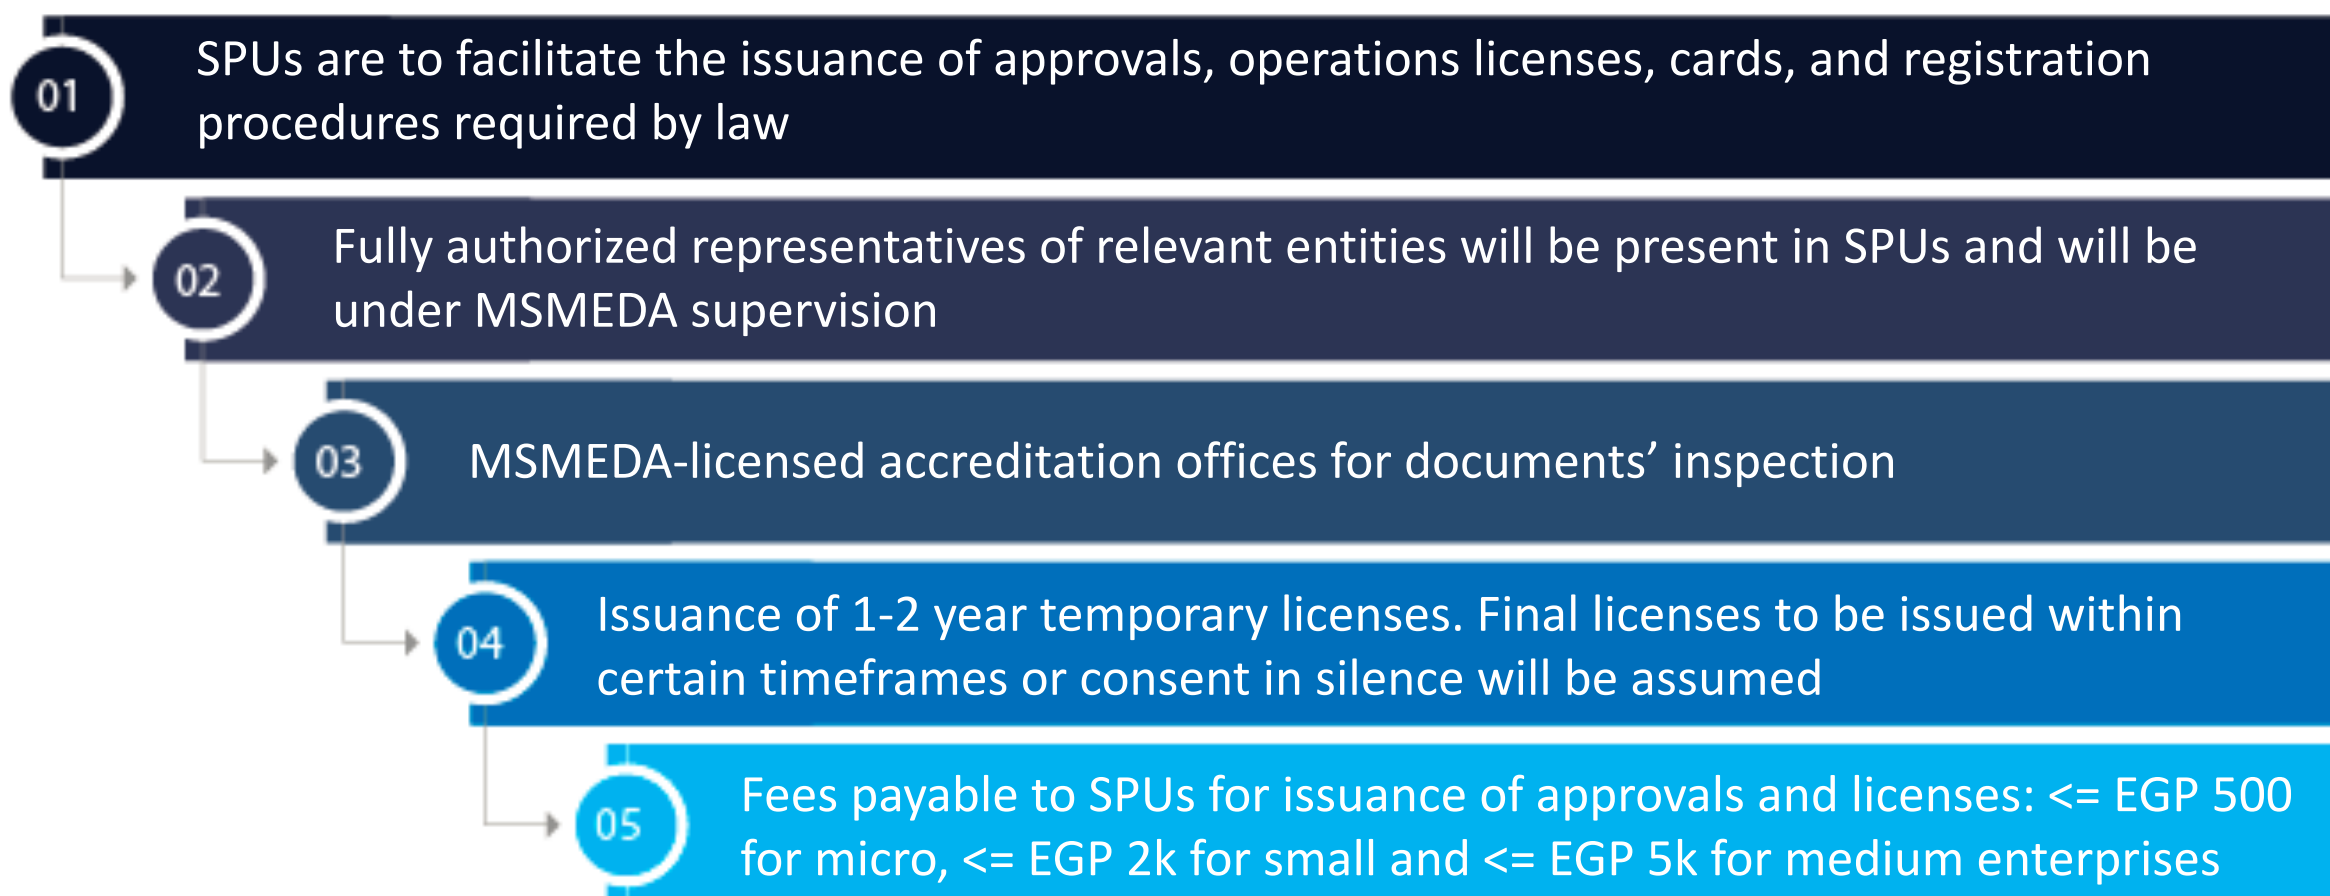 01
SPUs are to facilitate the issuance of approvals, operations licenses, cards, and registration
procedures required by law
02
Fully authorized representatives of relevant entities will be present in SPUs and will be
under MSMEDA supervision
03
MSMEDA-licensed accreditation offices for documents’ inspection
04
Issuance of 1-2 year temporary licenses. Final licenses to be issued within
certain timeframes or consent in silence will be assumed
05
Fees payable to SPUs for issuance of approvals and licenses: <= EGP 500
for micro, <= EGP 2k for small and <= EGP 5k for medium enterprises